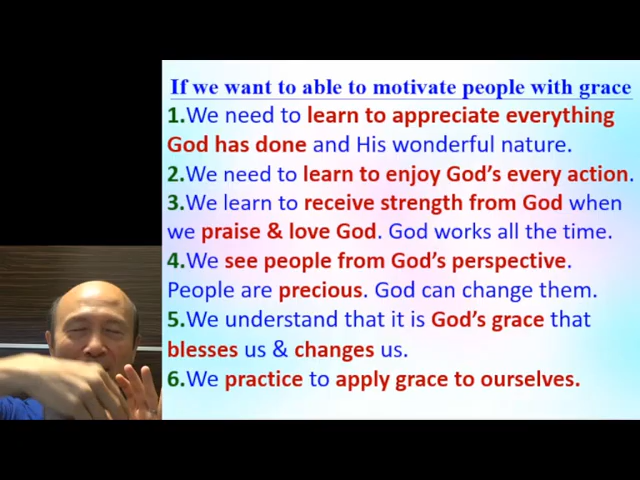 If we want to able to motivate people with grace
1.We need to learn to appreciate everything
God has done and His wonderful nature.
2.We need to learn to enjoy God's every action.
3.We learn to receive strength from God when
we praise & love God. God works all the time.
4.We see people from God's perspective.
People are precious. God can change them.
5.We understand that it is God's grace that
blesses us & changes us.
6.We practice to apply grace to ourselves.